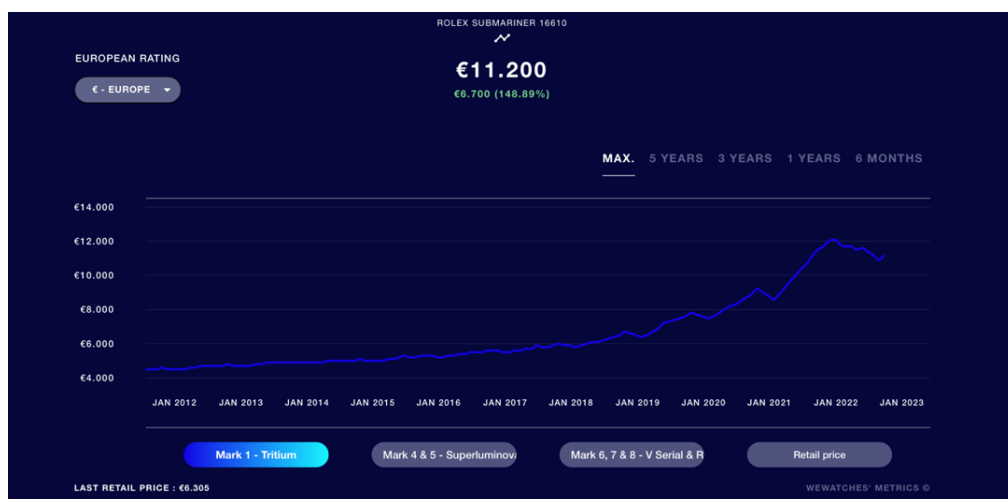 ROLEX SUBMARINER 16610
EUROPEAN RATING
€11.200
€ - EUROPE
€6.700 (148.89%)
MAX. 5 YEARS 3 YEARS 1 YEARS 6 MONTHS
€14.000
€12.000
€10.000
€8.000
€6.000
€4.000
JAN 2012 JAN 2013 JAN 2014 JAN 2015 JAN 2016 JAN 2017 JAN 2018 JAN 2019 JAN 2020 JAN 2021 JAN 2022 JAN 2023
Mark 1 - Tritium Mark 4 & 5 - Superluminova Mark 6, 7 & 8 - V Serial & R Retail price
LAST RETAIL PRICE : €6.305 WEWATCHES' METRICS ©